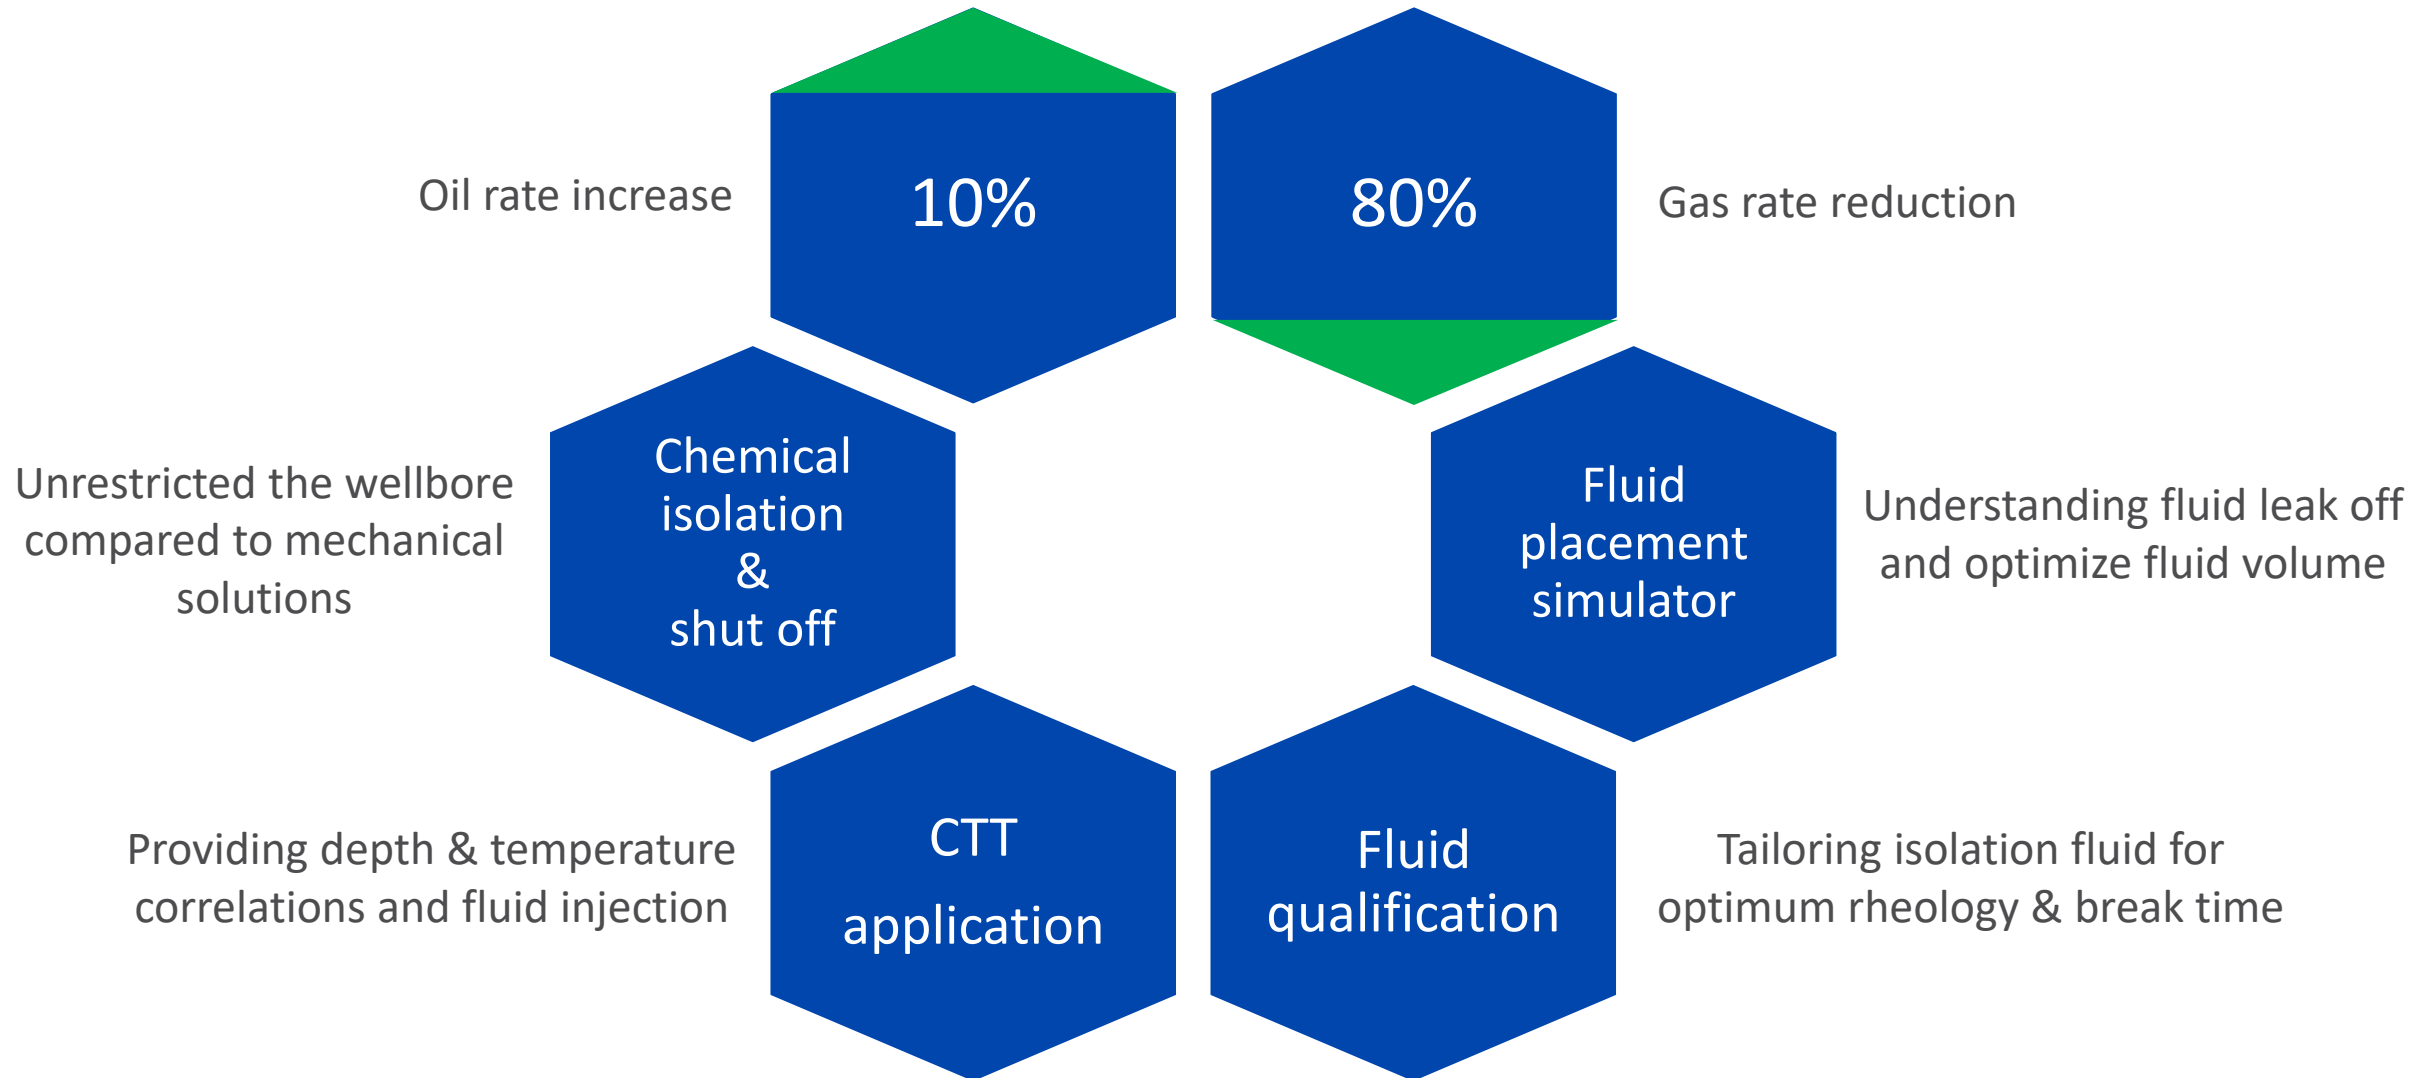 Oil rate increase
10%
80%
Gas rate reduction
Unrestricted the wellbore
compared to mechanical
solutions
Chemical
isolation
&
shut off
Fluid
placement
simulator
Understanding fluid leak off
and optimize fluid volume
Providing depth & temperature
correlations and fluid injection
CTT
application
Fluid
qualification
Tailoring isolation fluid for
optimum rheology & break time